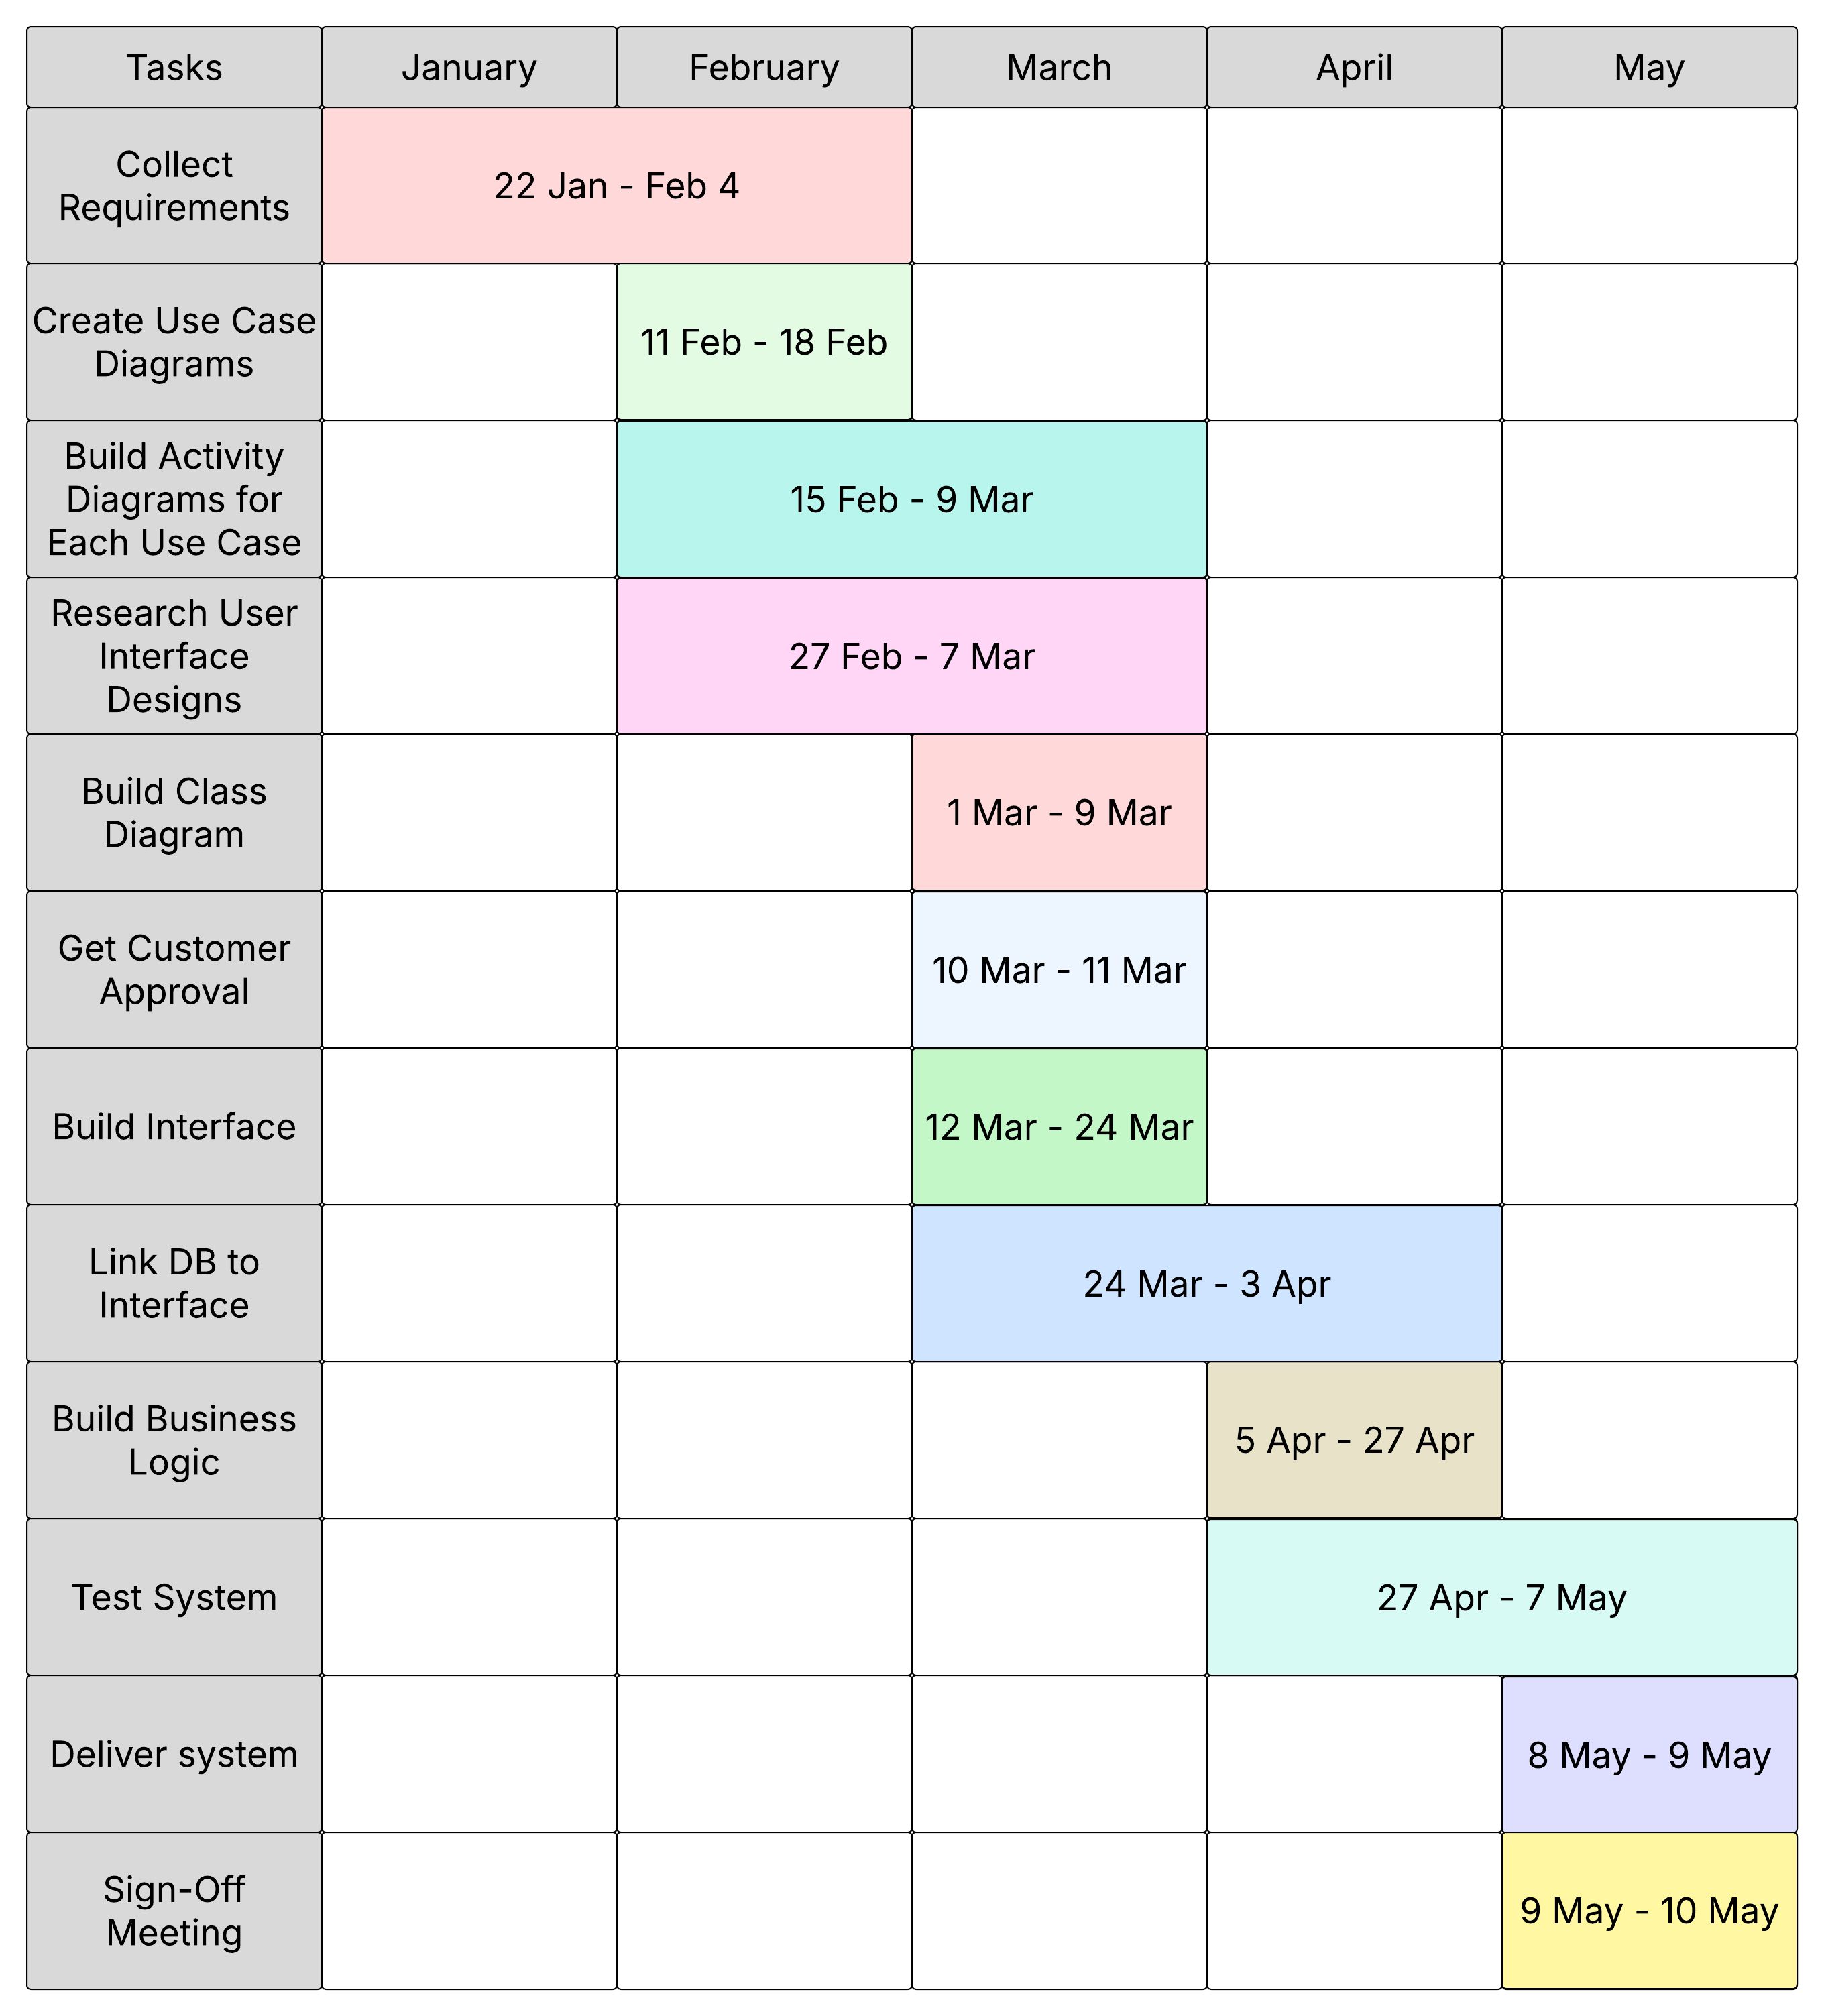 Tasks
January
February
March
April
May
Collect
Requirements
22 Jan - Feb 4
Create Use Case
Diagrams
11 Feb - 18 Feb
Build Activity
Diagrams for
Each Use Case
15 Feb - 9 Mar
Research User
Interface
Designs
27 Feb - 7 Mar
Build Class
Diagram
1 Mar - 9 Mar
Get Customer
Approval
10 Mar - 11 Mar
Build Interface
12 Mar - 24 Mar
Link DB to
Interface
24 Mar - 3 Apr
Build Business
Logic
5 Apr - 27 Apr
Test System
27 Apr - 7 May
Deliver system
8 May - 9 May
Sign-Off
Meeting
9 May - 10 May